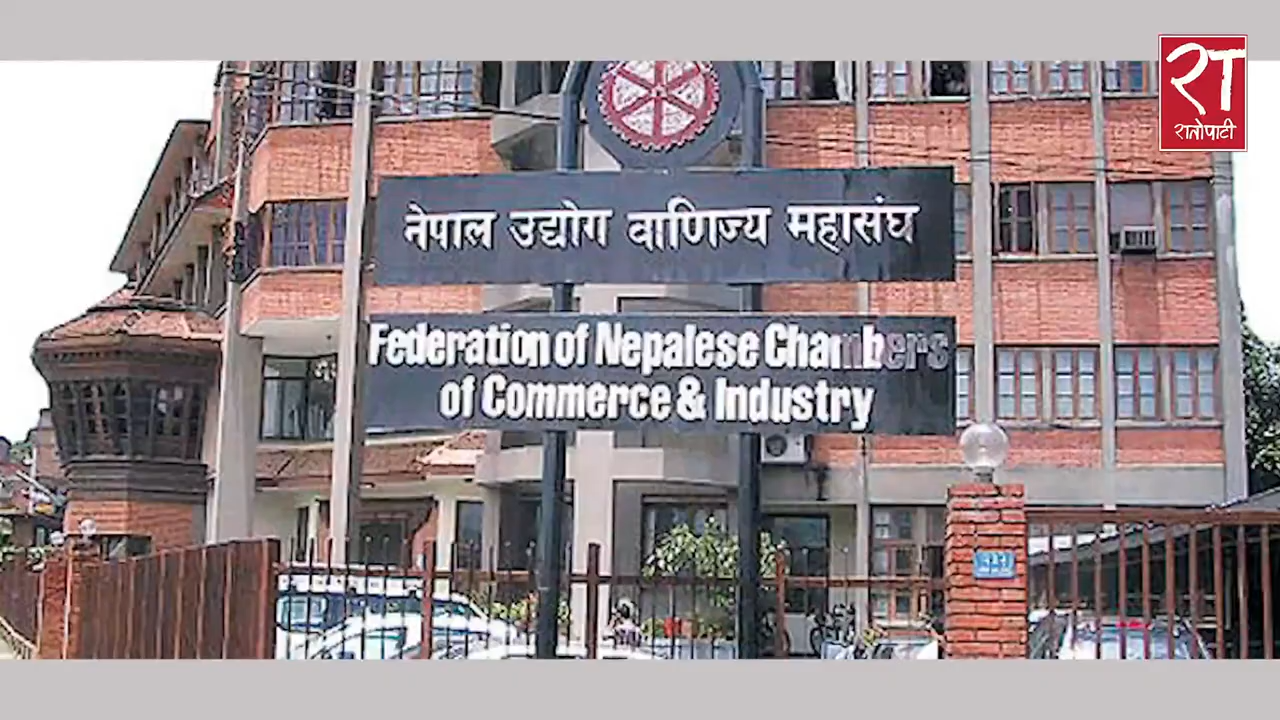 रा
रातोपाटी
नेपाल उद्योग वाणिज्य महासंघ
Federation of Nepalese Chambers
of Commerce & Industry